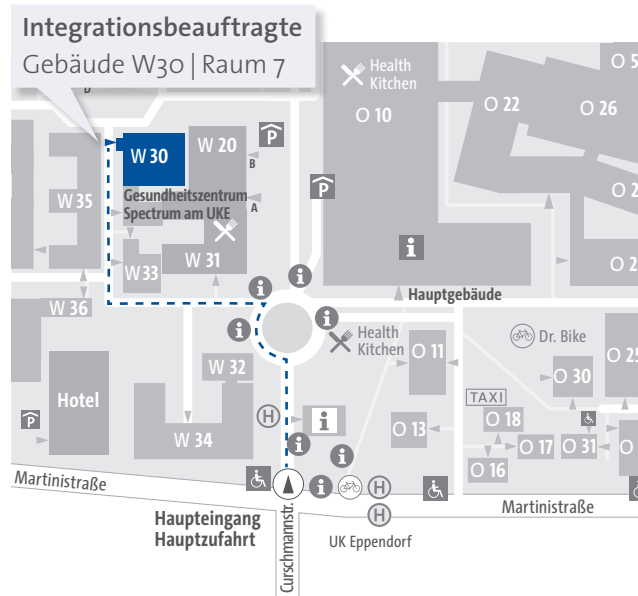 Integrationsbeauftragte
Gebäude W30 | Raum 7
D
Health
Kitchen
O 10
O 22
O 26
W 30
W 20
P
B
P
A
W 35
Gesundheitszentrum
Spectrum am UKE
W 33
W 31
i
Hauptgebäude
W 36
i
i
i
i
Health
Kitchen
Dr. Bike
O 11
O 25
O 30
W 32
Hotel
TAXI
P
H
i
O 13
O 18
W 34
O 17
O 31
O 16
i
i
Martinistraße
i
H
Martinistraße
Haupteingang
Hauptzufahrt
Curschmannstr.
H
UK Eppendorf